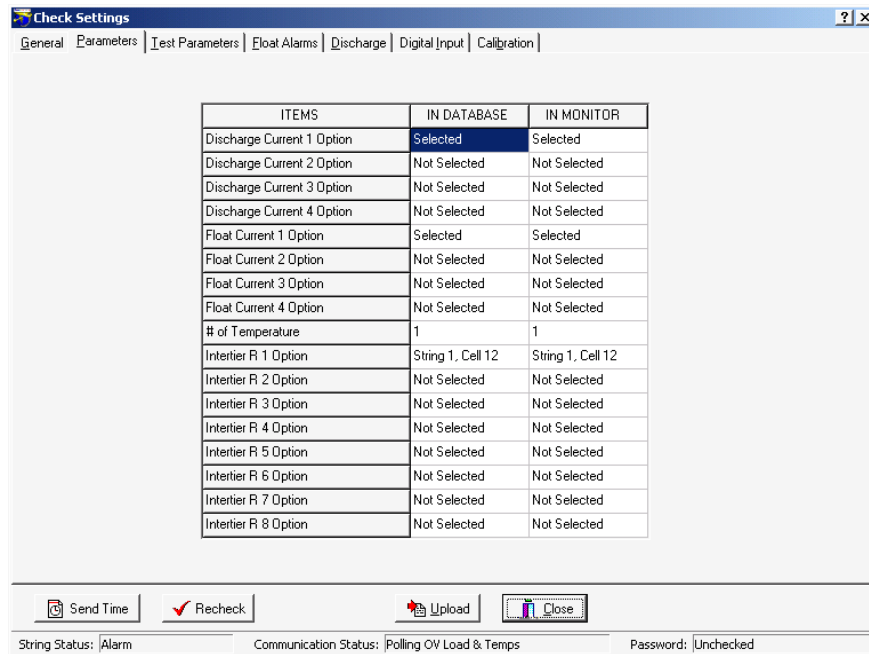 Check Settings
General Parameters Test Parameters Float Alarms Discharge Digital Input Calibration
ITEMS IN DATABASE IN MONITOR
Discharge Current 1 Option Selected Selected
Discharge Current 2 Option Not Selected Not Selected
Discharge Current 3 Option Not Selected Not Selected
Discharge Current 4 Option Not Selected Not Selected
Float Current 1 Option Selected Selected
Float Current 2 Option Not Selected Not Selected
Float Current 3 Option Not Selected Not Selected
Float Current 4 Option Not Selected Not Selected
# of Temperature 1 1
Intertier R 1 Option String 1, Cell 12 String 1, Cell 12
Intertier R 2 Option Not Selected Not Selected
Intertier R 3 Option Not Selected Not Selected
Intertier R 4 Option Not Selected Not Selected
Intertier R 5 Option Not Selected Not Selected
Intertier R 6 Option Not Selected Not Selected
Intertier R 7 Option Not Selected Not Selected
Intertier R 8 Option Not Selected Not Selected
Send Time Recheck Upload Close
String Status: Alarm Communication Status: Polling OV Load & Temps Password: Unchecked